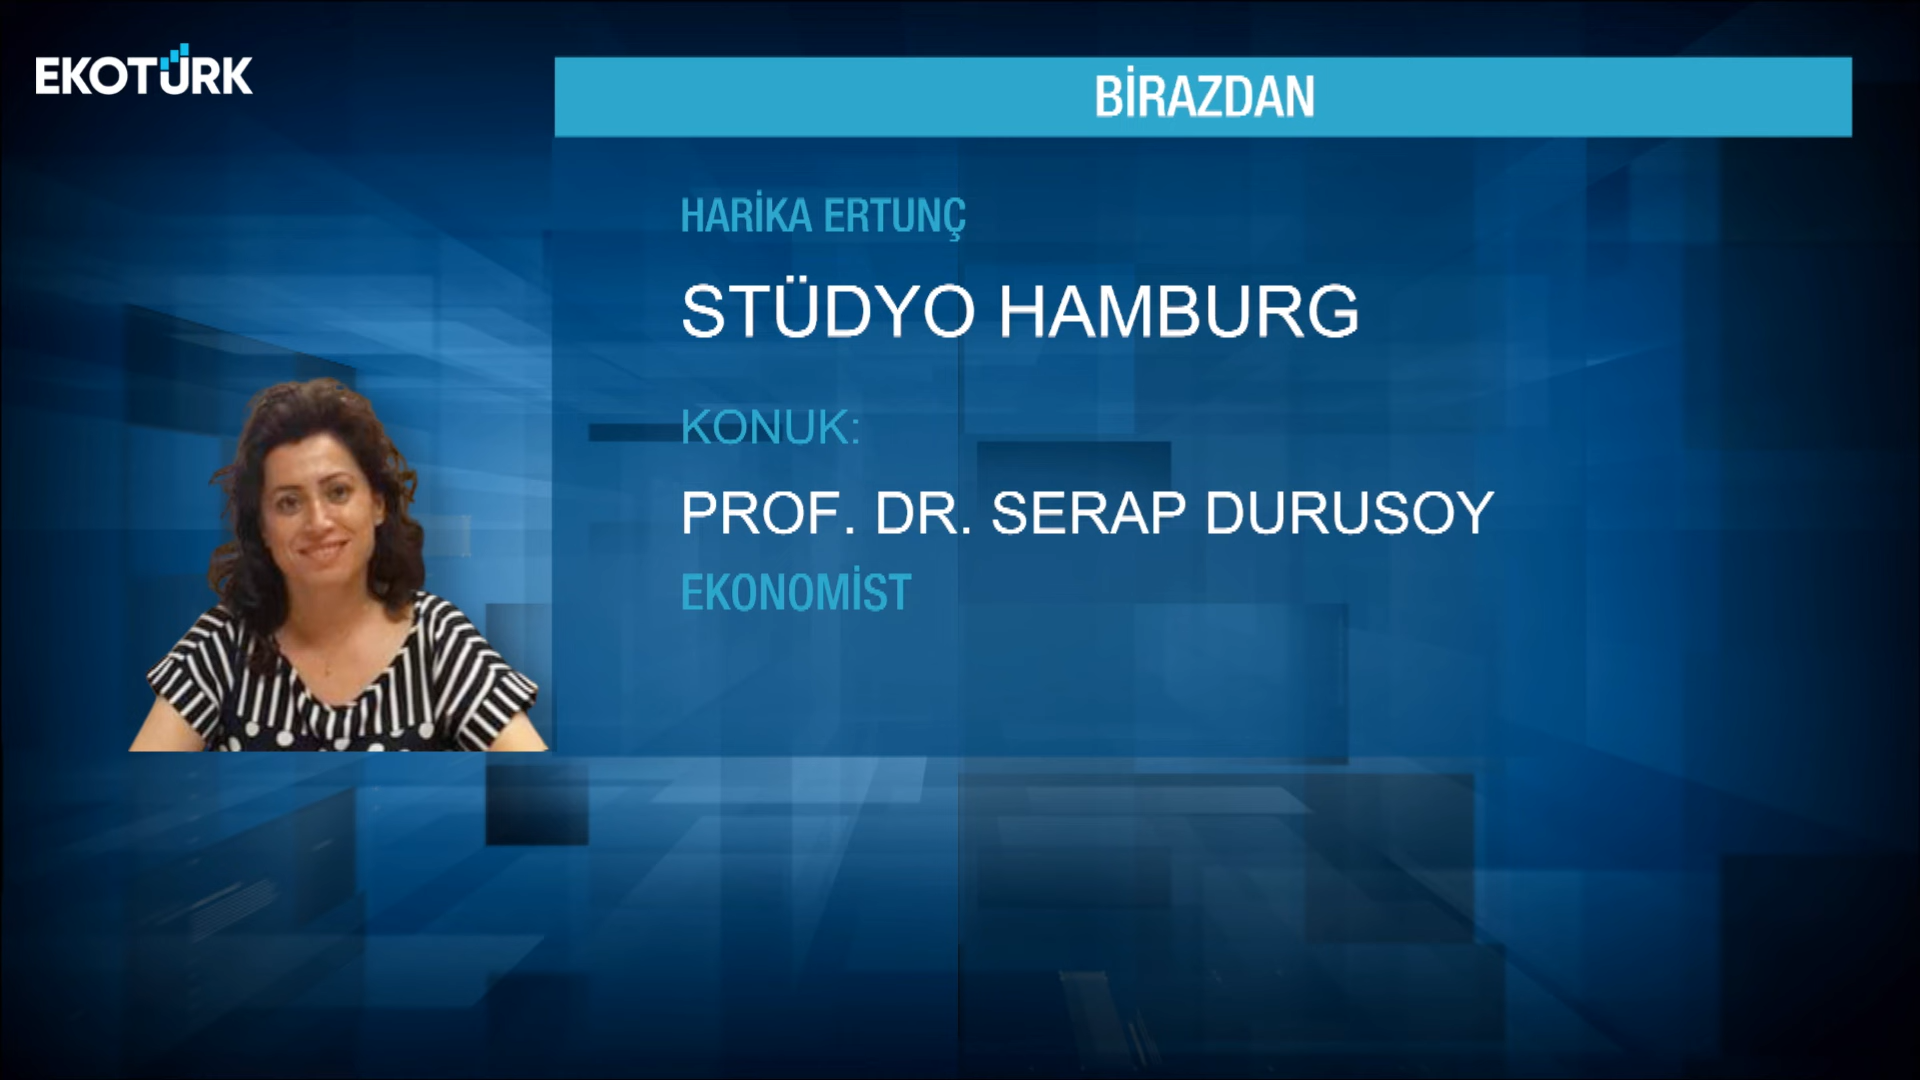 EKOTÜRK
BİRAZDAN
HARİKA ERTUNÇ
STÜDYO HAMBURG
KONUK:
PROF. DR. SERAP DURUSOY
EKONOMİST